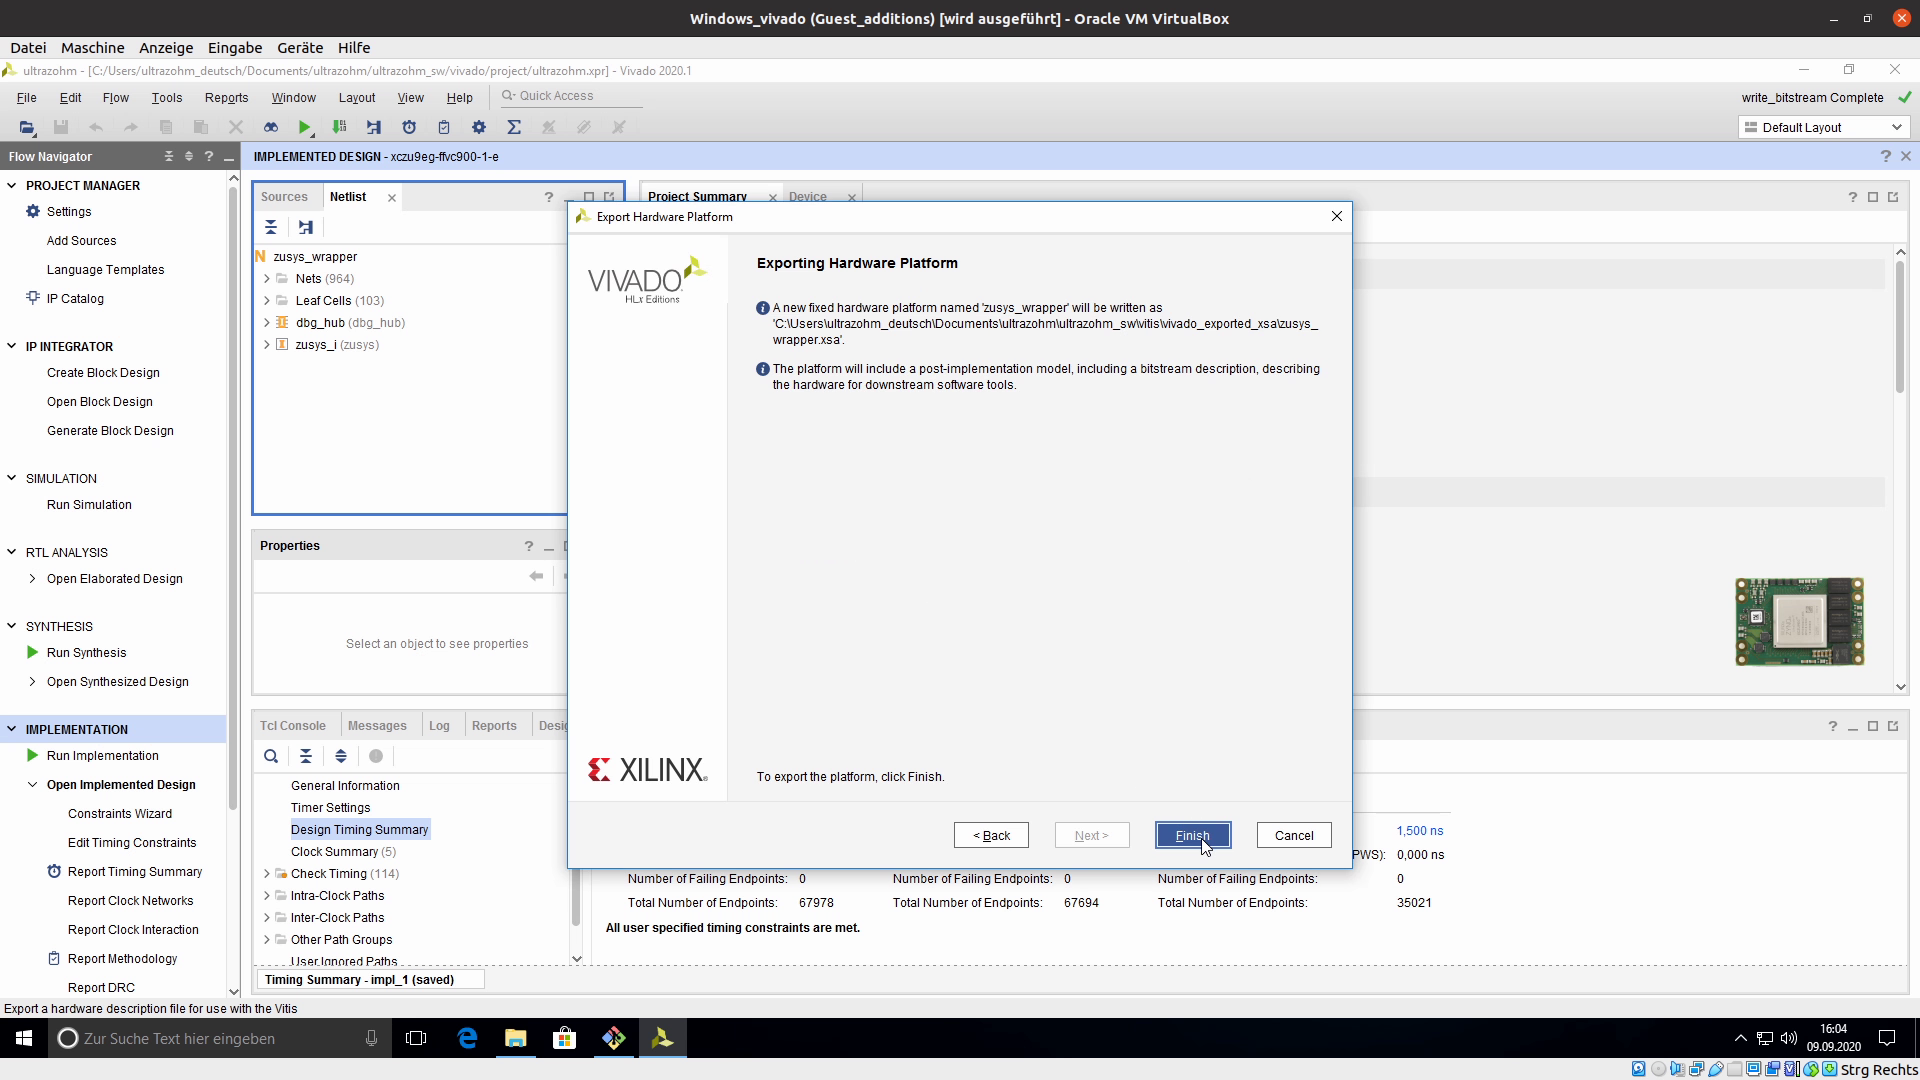 Windows_vivado (Guest_additions) [wird ausgeführt] - Oracle VM VirtualBox
Datei Maschine Anzeige Eingabe Geräte Hilfe
ultrazohm - [C:/Users/ultrazohm_deutsch/Documents/ultrazohm/ultrazohm_sw/vivado/project/ultrazohm.xpr] - Vivado 2020.1
File Edit Flow Tools Reports Window Layout View Help Quick Access
write_bitstream Complete
Default Layout
Flow Navigator
IMPLEMENTED DESIGN - xczu9eg-ffvc900-1-e
PROJECT MANAGER
Settings
Add Sources
Language Templates
IP Catalog
IP INTEGRATOR
Create Block Design
Open Block Design
Generate Block Design
SIMULATION
Run Simulation
RTL ANALYSIS
Open Elaborated Design
SYNTHESIS
Run Synthesis
Open Synthesized Design
IMPLEMENTATION
Run Implementation
Open Implemented Design
Constraints Wizard
Edit Timing Constraints
Report Timing Summary
Report Clock Networks
Report Clock Interaction
Report Methodology
Report DRC
Sources Netlist
zusys_wrapper
Nets (964)
Leaf Cells (103)
dbg_hub (dbg_hub)
zusys_i (zusys)
Properties
Select an object to see properties
Project Summary Device
Export Hardware Platform
VIVADO
HLx Editions
Exporting Hardware Platform
A new fixed hardware platform named 'zusys_wrapper' will be written as
'C:\Users\ultrazohm_deutsch\Documents\ultrazohm\ultrazohm_sw\vitis\vivado_exported_xsa\zusys_
wrapper.xsa'.
The platform will include a post-implementation model, including a bitstream description, describing
the hardware for downstream software tools.
XILINX
To export the platform, click Finish.
< Back Next > Finish Cancel
Tcl Console Messages Log Reports Desig
General Information
Timer Settings
Design Timing Summary
Clock Summary (5)
Check Timing (114)
Intra-Clock Paths
Inter-Clock Paths
Other Path Groups
User Ignored Paths
1,500 ns
PWS): 0,000 ns
Number of Failing Endpoints: 0 Number of Failing Endpoints: 0 Number of Failing Endpoints: 0
Total Number of Endpoints: 67978 Total Number of Endpoints: 67694 Total Number of Endpoints: 35021
All user specified timing constraints are met.
Timing Summary - impl_1 (saved)
Export a hardware description file for use with the Vitis
Zur Suche Text hier eingeben
16:04
09.09.2020
Strg Rechts